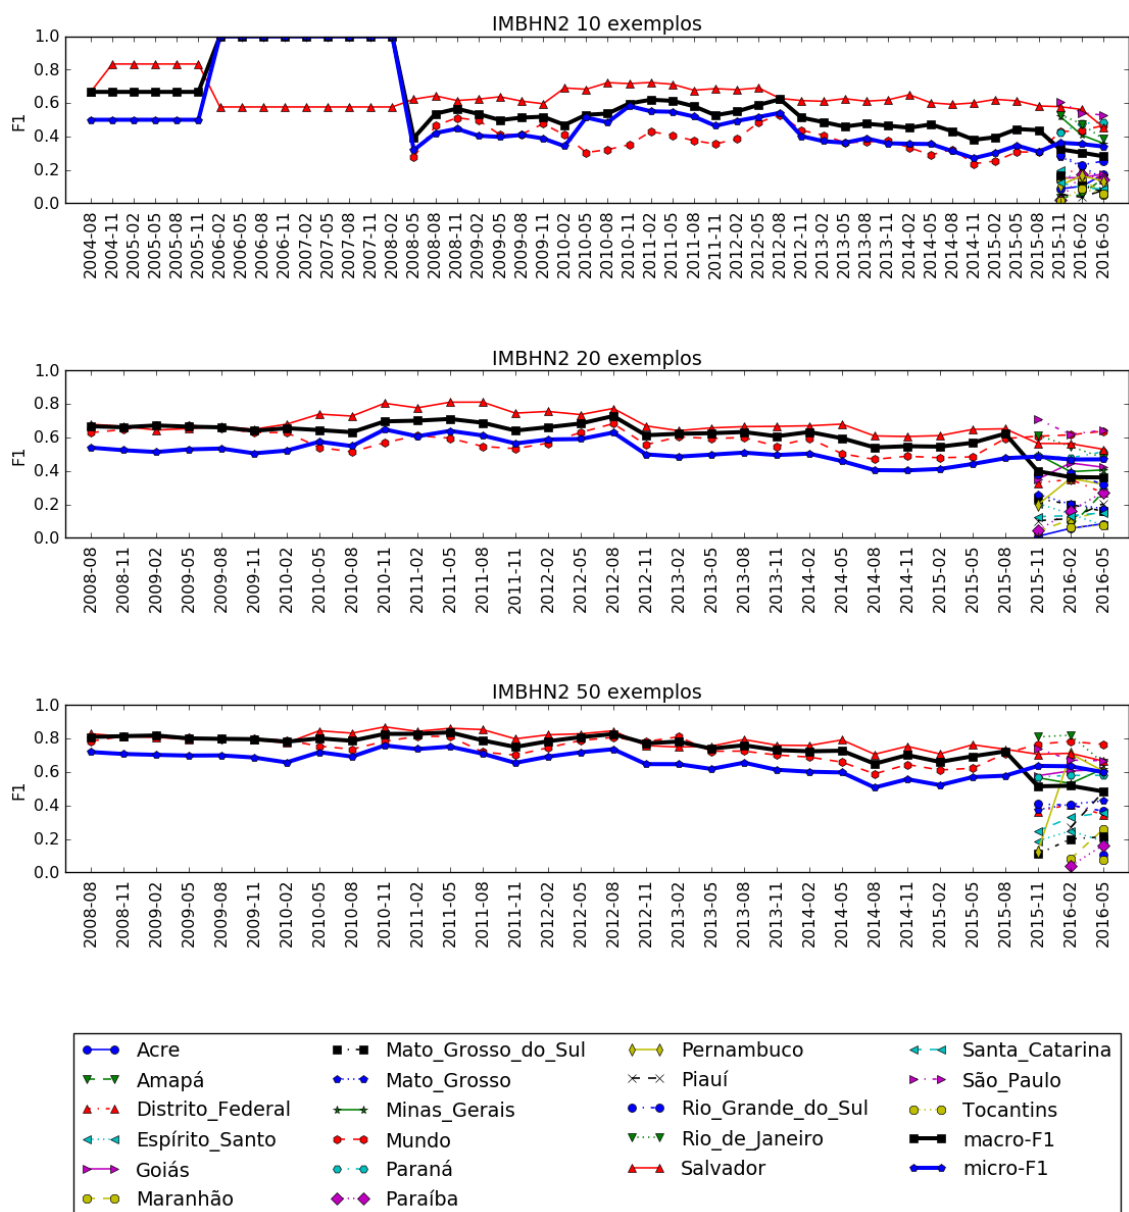 IMBHN2 10 exemplos
1.0
0.8
0.6
0.4
0.2
0.0
F1
2004-08 2004-11 2005-02 2005-05 2005-08 2005-11 2006-02 2006-05 2006-08 2006-11 2007-02 2007-05 2007-08 2007-11 2008-02 2008-05 2008-08 2008-11 2009-02 2009-05 2009-08 2009-11 2010-02 2010-05 2010-08 2010-11 2011-02 2011-05 2011-08 2011-11 2012-02 2012-05 2012-08 2012-11 2013-02 2013-05 2013-08 2013-11 2014-02 2014-05 2014-08 2014-11 2015-02 2015-05 2015-08 2015-11 2016-02 2016-05
IMBHN2 20 exemplos
1.0
0.8
0.6
0.4
0.2
0.0
F1
2008-08 2008-11 2009-02 2009-05 2009-08 2009-11 2010-02 2010-05 2010-08 2010-11 2011-02 2011-05 2011-08 2011-11 2012-02 2012-05 2012-08 2012-11 2013-02 2013-05 2013-08 2013-11 2014-02 2014-05 2014-08 2014-11 2015-02 2015-05 2015-08 2015-11 2016-02 2016-05
IMBHN2 50 exemplos
1.0
0.8
0.6
0.4
0.2
0.0
F1
2008-08 2008-11 2009-02 2009-05 2009-08 2009-11 2010-02 2010-05 2010-08 2010-11 2011-02 2011-05 2011-08 2011-11 2012-02 2012-05 2012-08 2012-11 2013-02 2013-05 2013-08 2013-11 2014-02 2014-05 2014-08 2014-11 2015-02 2015-05 2015-08 2015-11 2016-02 2016-05
Acre
Amapá
Distrito_Federal
Espírito_Santo
Goiás
Maranhão
Mato_Grosso_do_Sul
Mato_Grosso
Minas_Gerais
Mundo
Paraná
Paraíba
Pernambuco
Piauí
Rio_Grande_do_Sul
Rio_de_Janeiro
Salvador
Santa_Catarina
São_Paulo
Tocantins
macro-F1
micro-F1